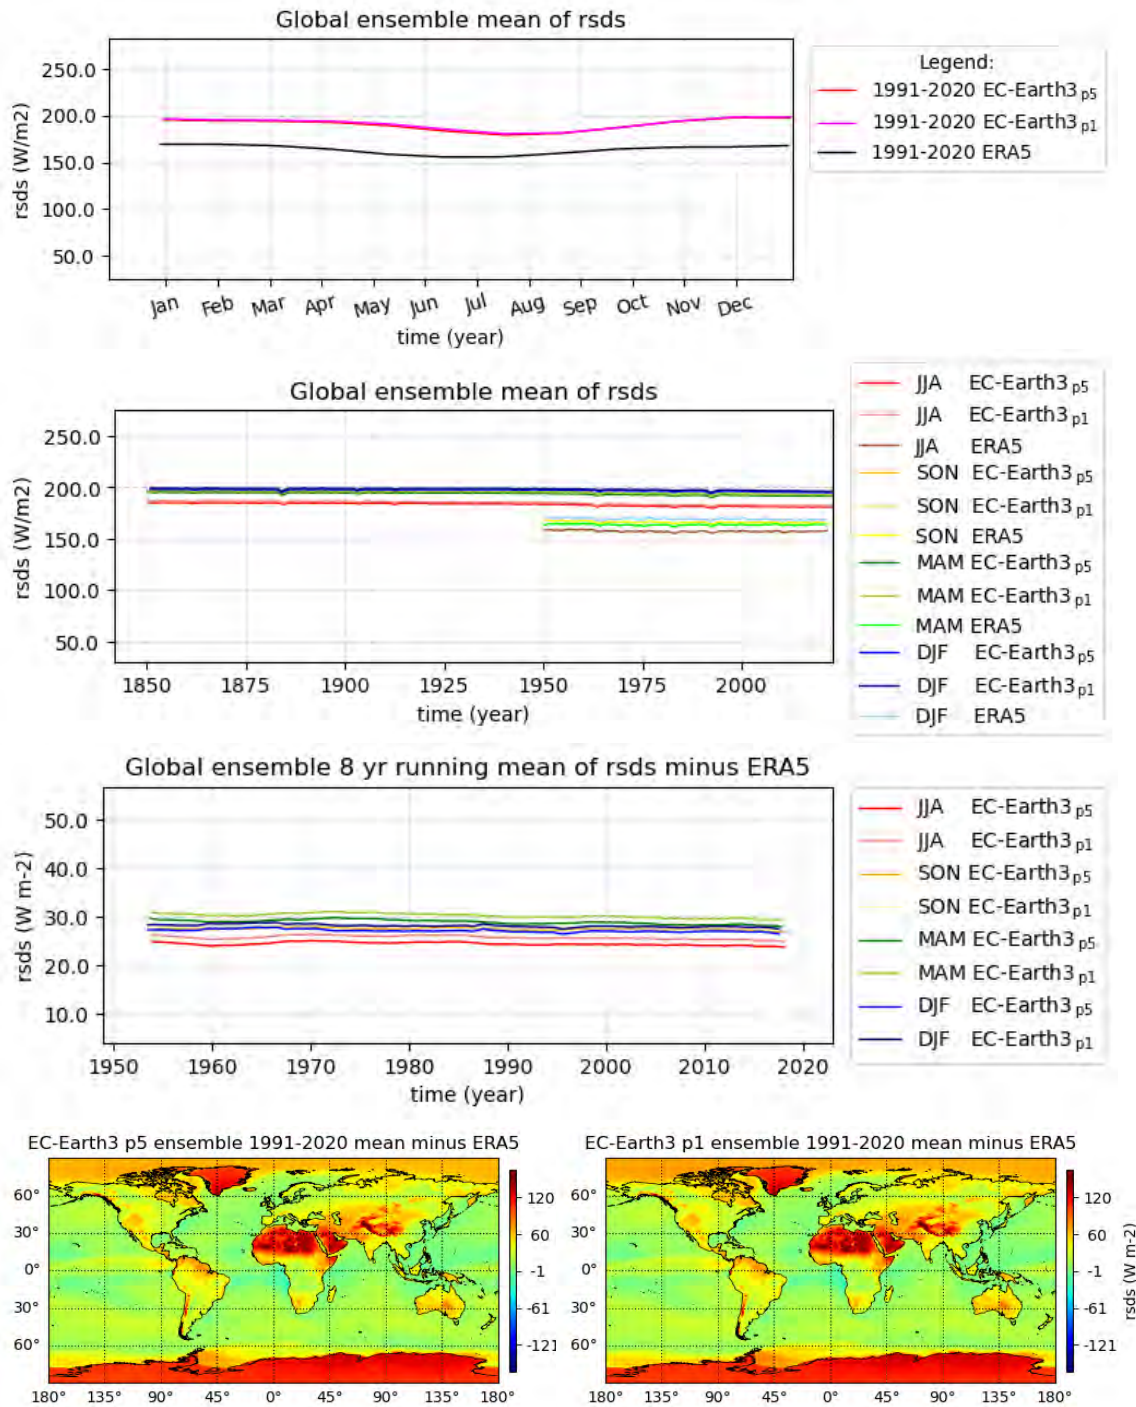 Global ensemble mean of rsds
250.0
200.0
150.0
100.0
50.0
rsds (W/m2)
Jan Feb Mar Apr May Jun Jul Aug Sep Oct Nov Dec
time (year)
Legend:
1991-2020 EC-Earth3 p5
1991-2020 EC-Earth3 p1
1991-2020 ERA5
Global ensemble mean of rsds
250.0
200.0
150.0
100.0
50.0
rsds (W/m2)
1850 1875 1900 1925 1950 1975 2000
time (year)
JJA EC-Earth3 p5
JJA EC-Earth3 p1
JJA ERA5
SON EC-Earth3 p5
SON EC-Earth3 p1
SON ERA5
MAM EC-Earth3 p5
MAM EC-Earth3 p1
MAM ERA5
DJF EC-Earth3 p5
DJF EC-Earth3 p1
DJF ERA5
Global ensemble 8 yr running mean of rsds minus ERA5
50.0
40.0
30.0
20.0
10.0
rsds (W m-2)
1950 1960 1970 1980 1990 2000 2010 2020
time (year)
JJA EC-Earth3 p5
JJA EC-Earth3 p1
SON EC-Earth3 p5
SON EC-Earth3 p1
MAM EC-Earth3 p5
MAM EC-Earth3 p1
DJF EC-Earth3 p5
DJF EC-Earth3 p1
EC-Earth3 p5 ensemble 1991-2020 mean minus ERA5
60°
30°
0°
30°
60°
180° 135° 90° 45° 0° 45° 90° 135° 180°
120
60
-1
-61
-121
EC-Earth3 p1 ensemble 1991-2020 mean minus ERA5
60°
30°
0°
30°
60°
180° 135° 90° 45° 0° 45° 90° 135° 180°
120
60
-1
-61
-121
rsds (W m-2)